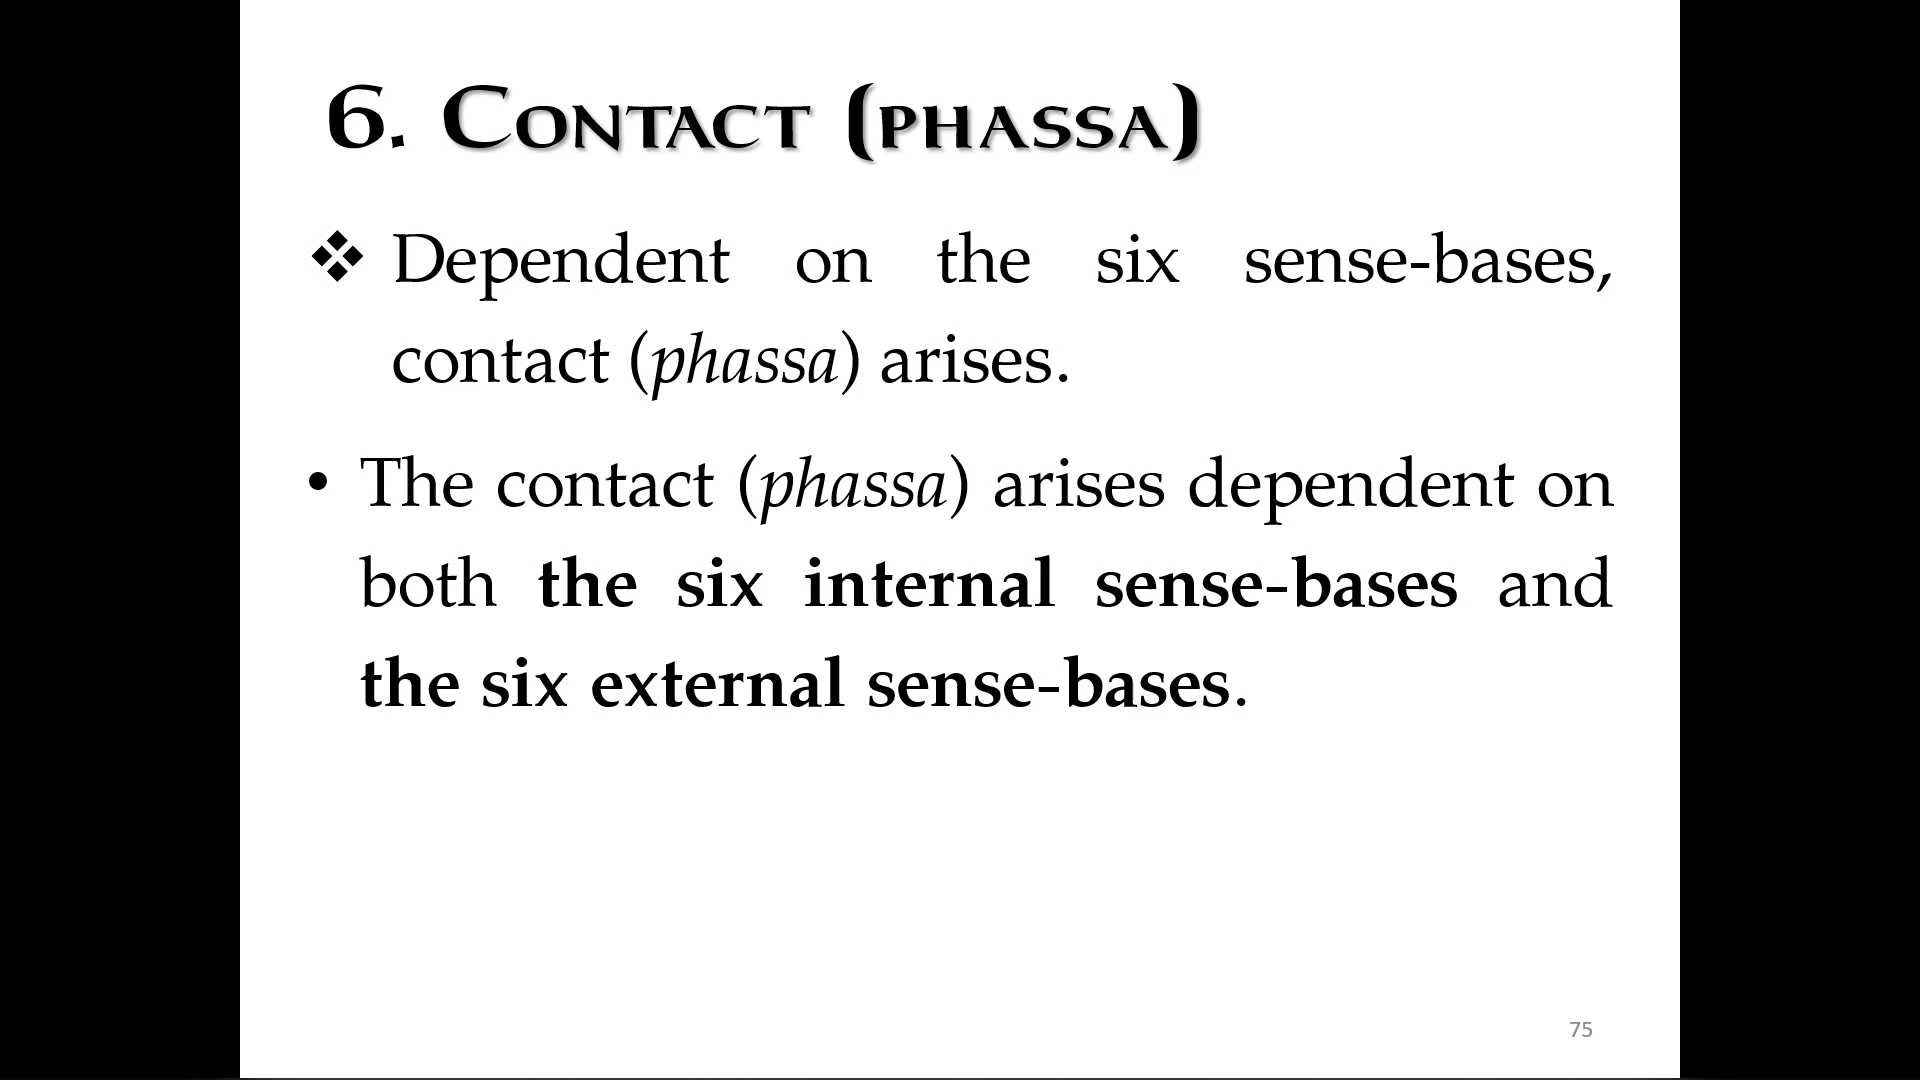 6. CONTACT (PHASSA)
❖ Dependent on the six sense-bases,
contact (phassa) arises.
• The contact (phassa) arises dependent on
both the six internal sense-bases and
the six external sense-bases.
75